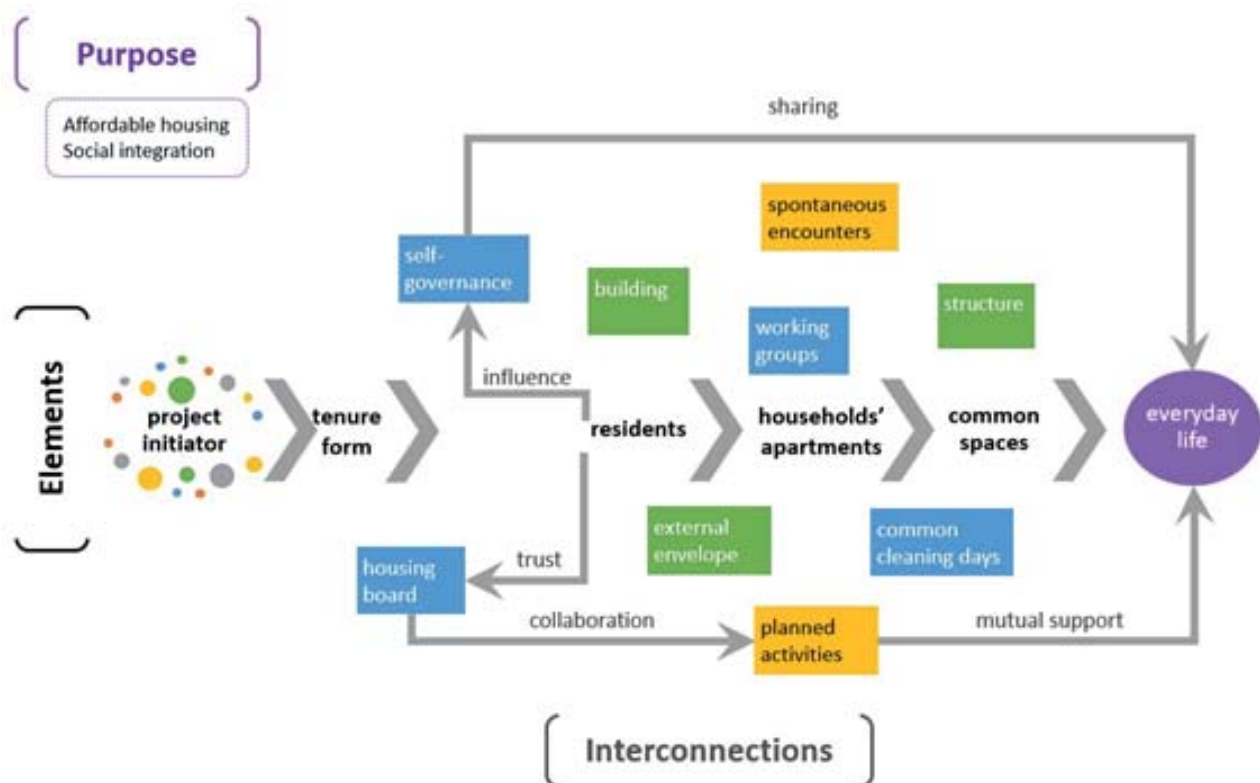 Purpose
Affordable housing
Social integration
sharing
spontaneous
encounters
self-
governance
building
structure
working
groups
Elements
influence
project
initiator
tenure
form
residents
households’
apartments
common
spaces
everyday
life
external
envelope
common
cleaning days
trust
housing
board
collaboration
planned
activities
mutual support
Interconnections